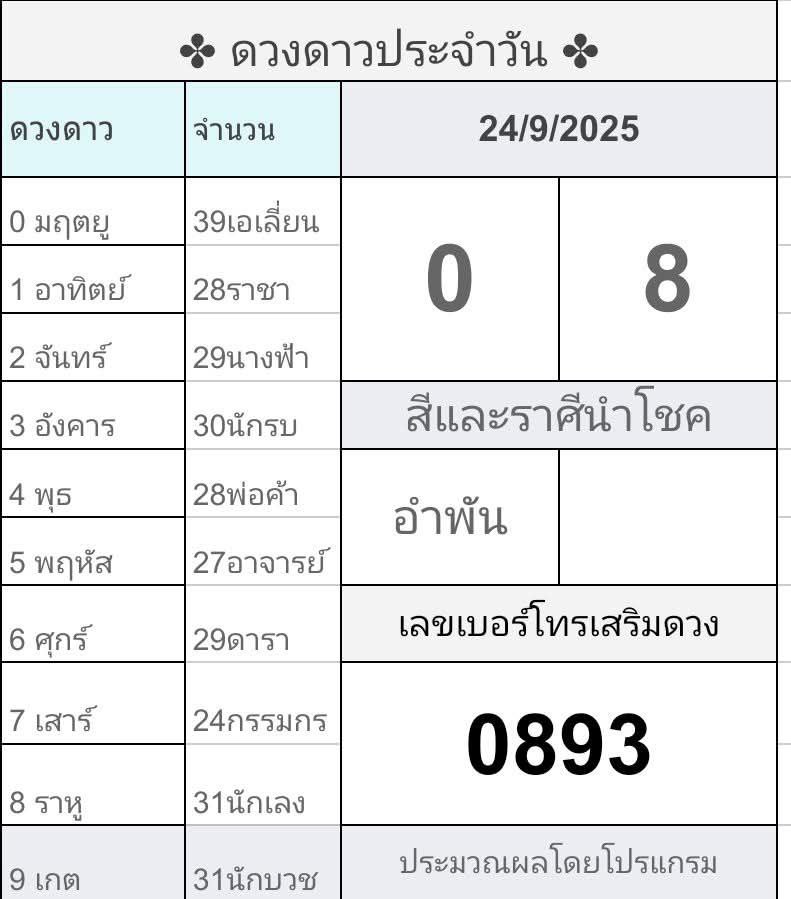 ✤ ดวงดาวประจำวัน ✤
ดวงดาว จำนวน 24/9/2025
0 มฤตยู 39เอเลี่ยน
1 อาทิตย์ 28ราชา
0 8
2 จันทร์ 29นางฟ้า
3 อังคาร 30นักรบ
สีและราศีนำโชค
4 พุธ 28พ่อค้า
อำพัน
5 พฤหัส 27อาจารย์
6 ศุกร์ 29ดารา
เลขเบอร์โทรเสริมดวง
7 เสาร์ 24กรรมกร
0893
8 ราหู 31นักเลง
9 เกต 31นักบวช
ประมวณผลโดยโปรแกรม